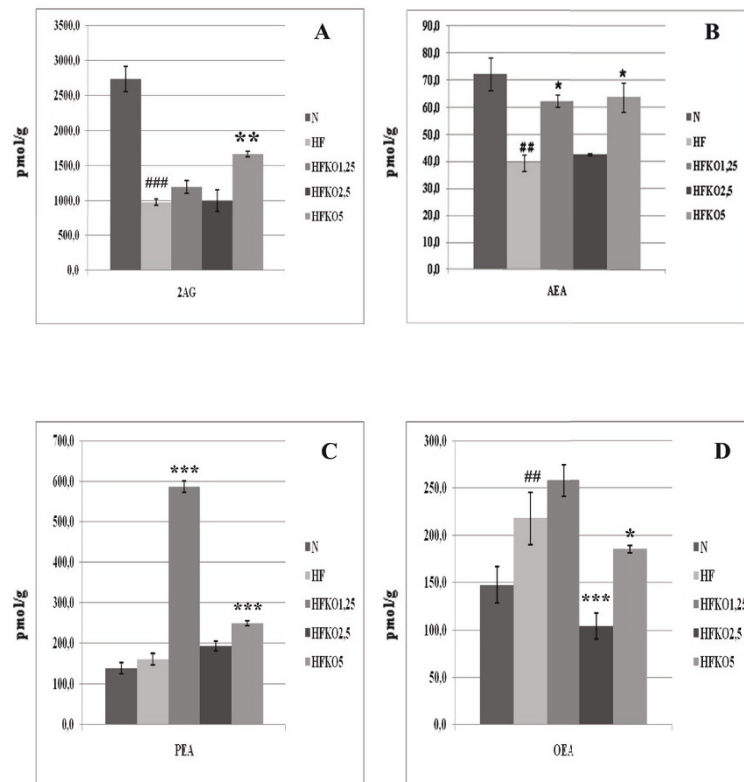 A
3500,0
3000,0
2500,0
2000,0
1500,0
1000,0
500,0
0,0
pmol/g
###
**
2AG
N
HF
HFKO1,25
HFKO2,5
HFKO5
B
80,0
70,0
60,0
50,0
40,0
30,0
20,0
10,0
0,0
pmol/g
##
*
*
AEA
N
HF
HFKO1,25
HFKO2,5
HFKO5
C
700,0
600,0
500,0
400,0
300,0
200,0
100,0
0,0
pmol/g
***
***
PEA
N
HF
HFKO1,25
HFKO2,5
HFKO5
D
300,0
250,0
200,0
150,0
100,0
50,0
0,0
pmol/g
##
***
*
OEA
N
HF
HFKO1,25
HFKO2,5
HFKO5